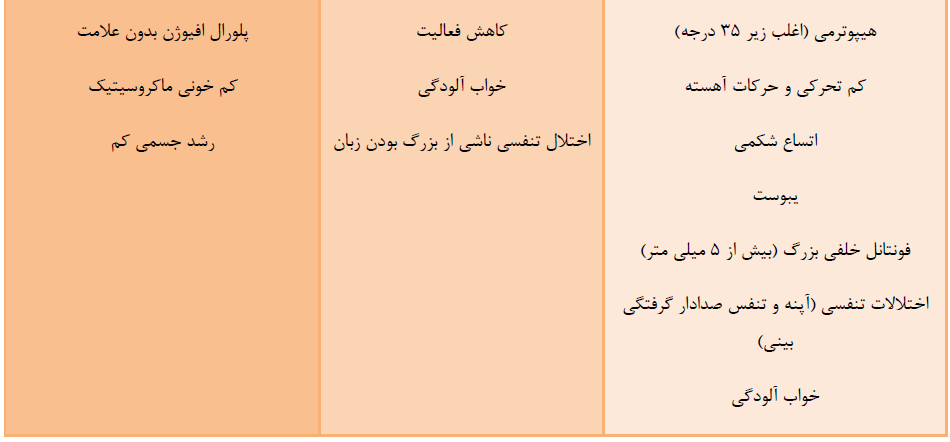 هیپوترمی (اغلب زیر ۳۵ درجه)
کم تحرکی و حرکات آهسته
اتساع شکمی
یبوست
فونتانل خلفی بزرگ (بیش از ۵ میلی متر)
اختلالات تنفسی (آپنه و تنفس صدادار گرفتگی
بینی)
خواب آلودگی
کاهش فعالیت
خواب آلودگی
اختلال تنفسی ناشی از بزرگ بودن زبان
پلورال افیوژن بدون علامت
کم خونی ماکروسیتیک
رشد جسمی کم